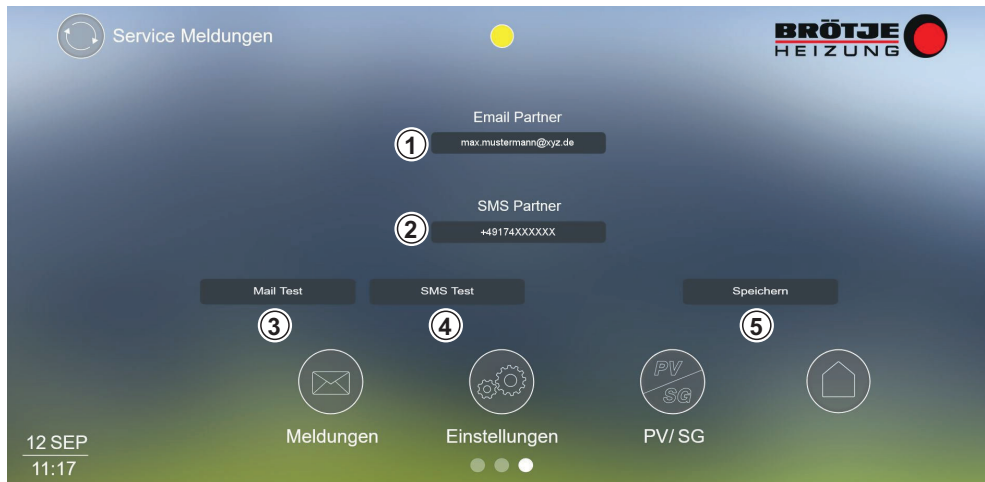 Service Meldungen
BRÖTJE
HEIZUNG
Email Partner
1
max.mustermann@xyz.de
SMS Partner
2
+49174XXXXXX
Mail Test
SMS Test
Speichern
3
4
5
PV
SG
Meldungen
Einstellungen
PV/ SG
12 SEP
11:17